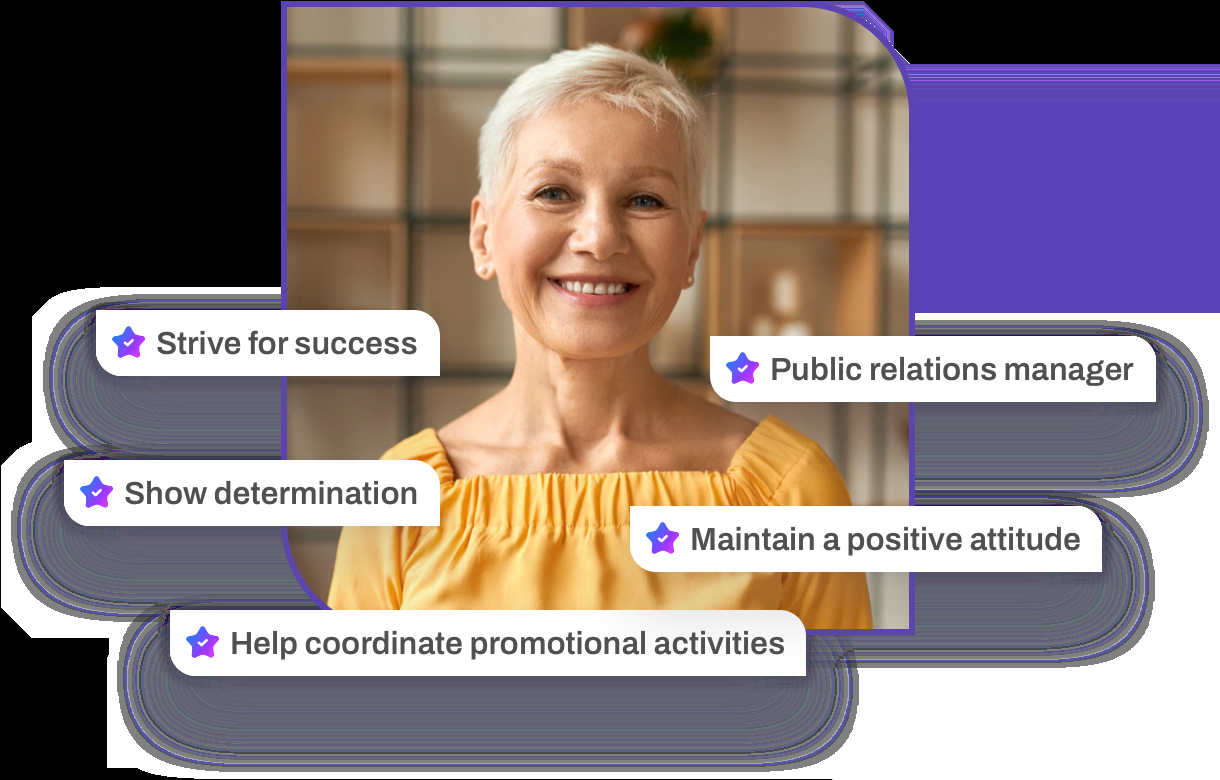 Strive for success
Public relations manager
Show determination
Maintain a positive attitude
Help coordinate promotional activities